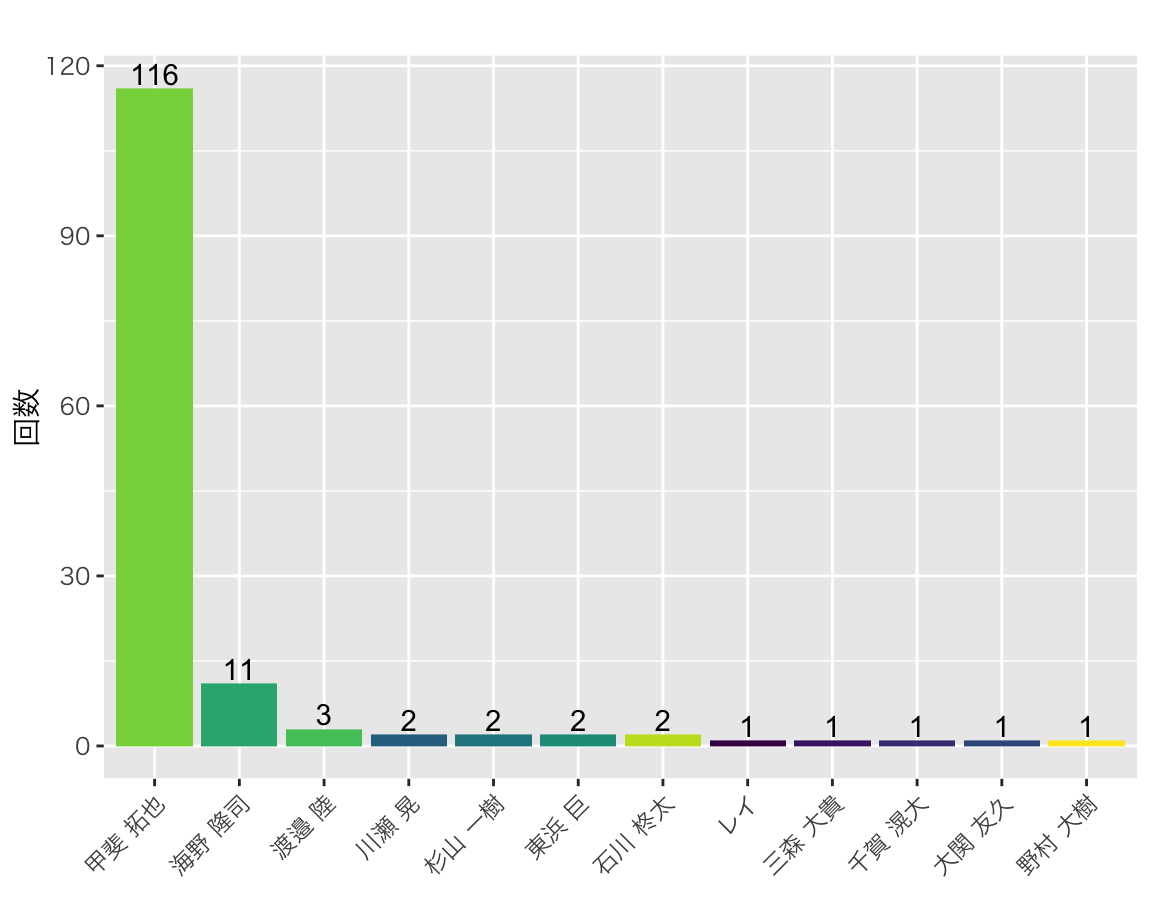 回数
120
90
60
30
0
116
11
3
2
2
2
2
1
1
1
1
1
甲斐 拓也
海野 隆司
渡邉 陸
川瀬 晃
杉山 一樹
東浜 巨
石川 柊太
レイ
三森 大貴
千賀 滉大
大関 友久
野村 大樹